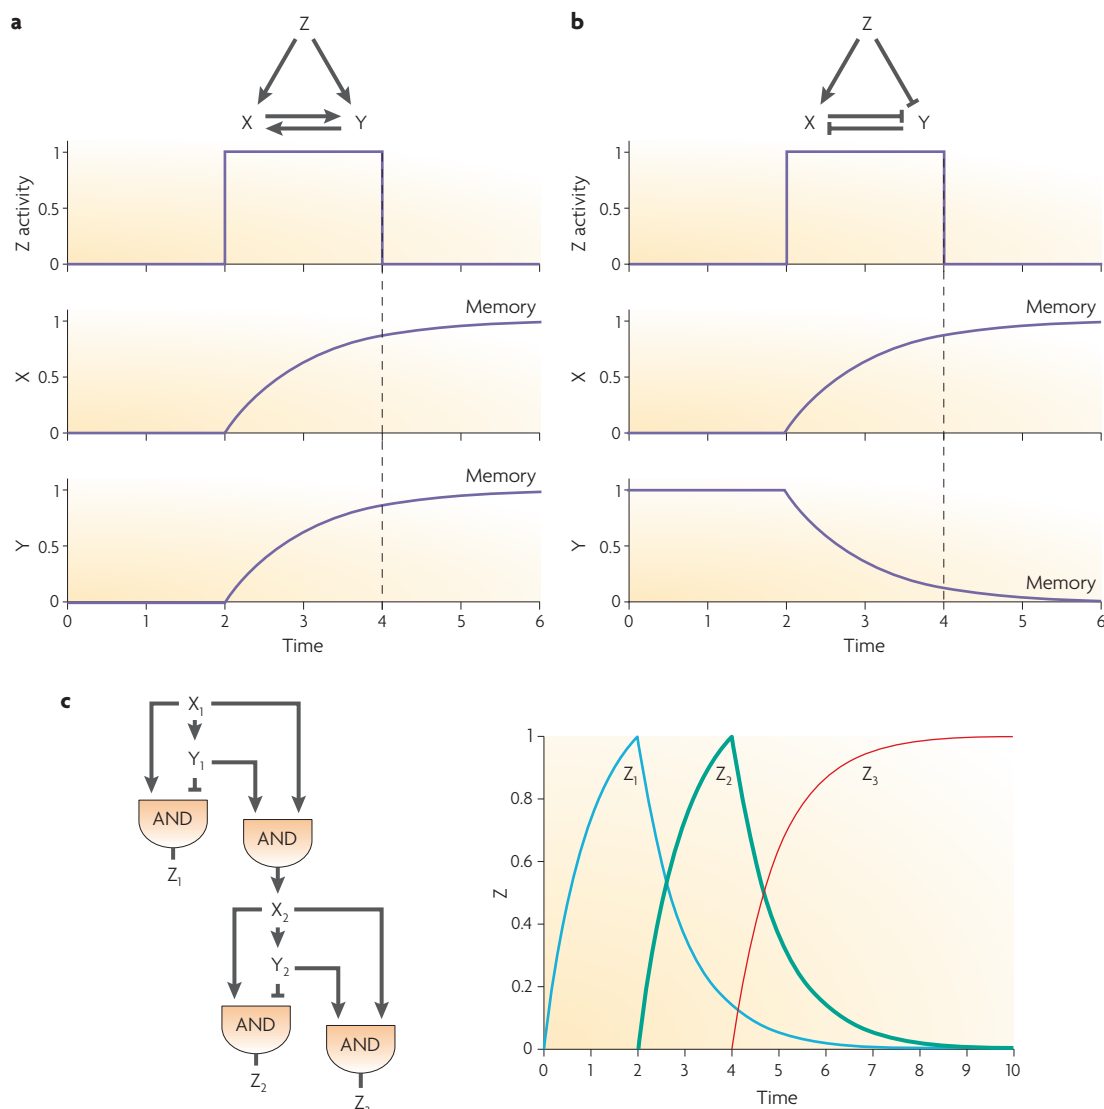 a
Z
X Y
1
0.5
0
Z activity
Memory
1
0.5
0
X
Memory
1
0.5
0
Y
0 1 2 3 4 5 6
Time
b
Z
X Y
1
0.5
0
Z activity
Memory
1
0.5
0
X
1
0.5
0
Y
Memory
0 1 2 3 4 5 6
Time
c
X1
Y1
AND
AND
Z1
X2
Y2
AND
AND
Z2
1
0.8
0.6
0.4
0.2
0
Z
Z1 Z2 Z3
0 1 2 3 4 5 6 7 8 9 10
Time